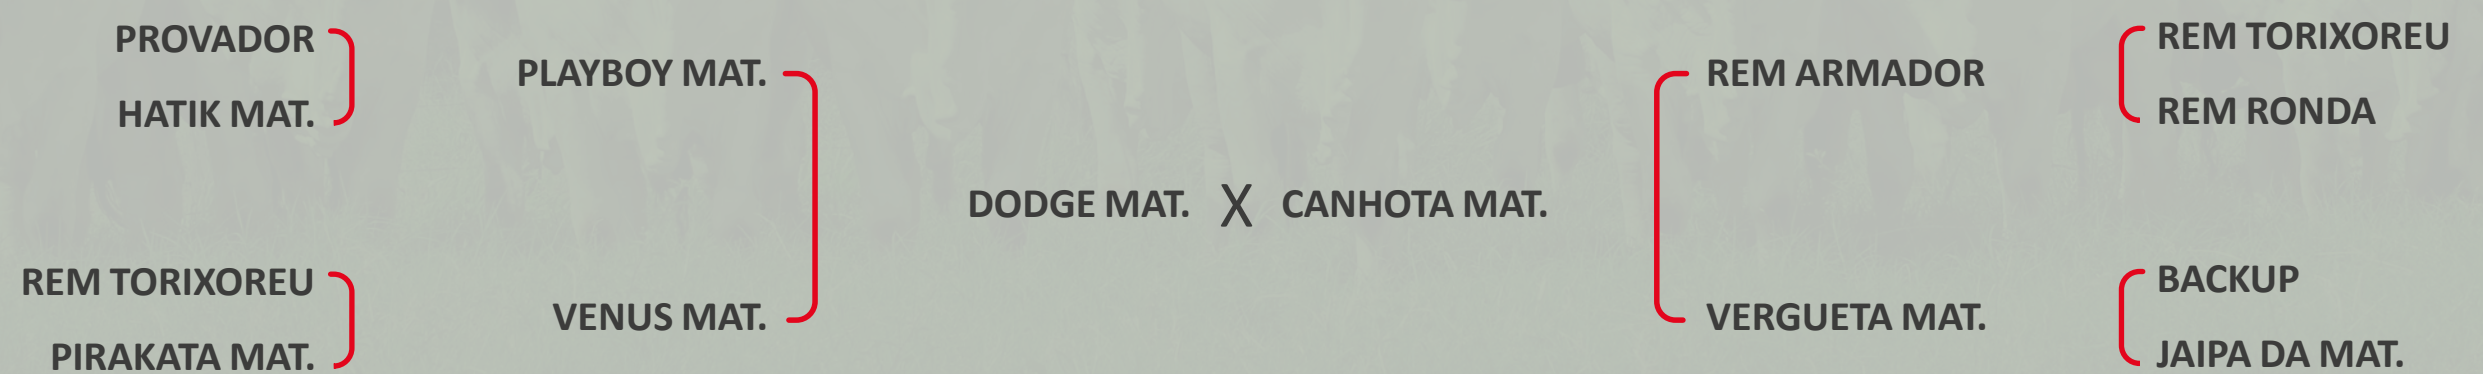 PROVADOR
HATIK MAT.
REM TORIXOREU
PIRAKATA MAT.
PLAYBOY MAT.
VENUS MAT.
DODGE MAT. X CANHOTA MAT.
REM ARMADOR
VERGUETA MAT.
REM TORIXOREU
REM RONDA
BACKUP
JAIPA DA MAT.